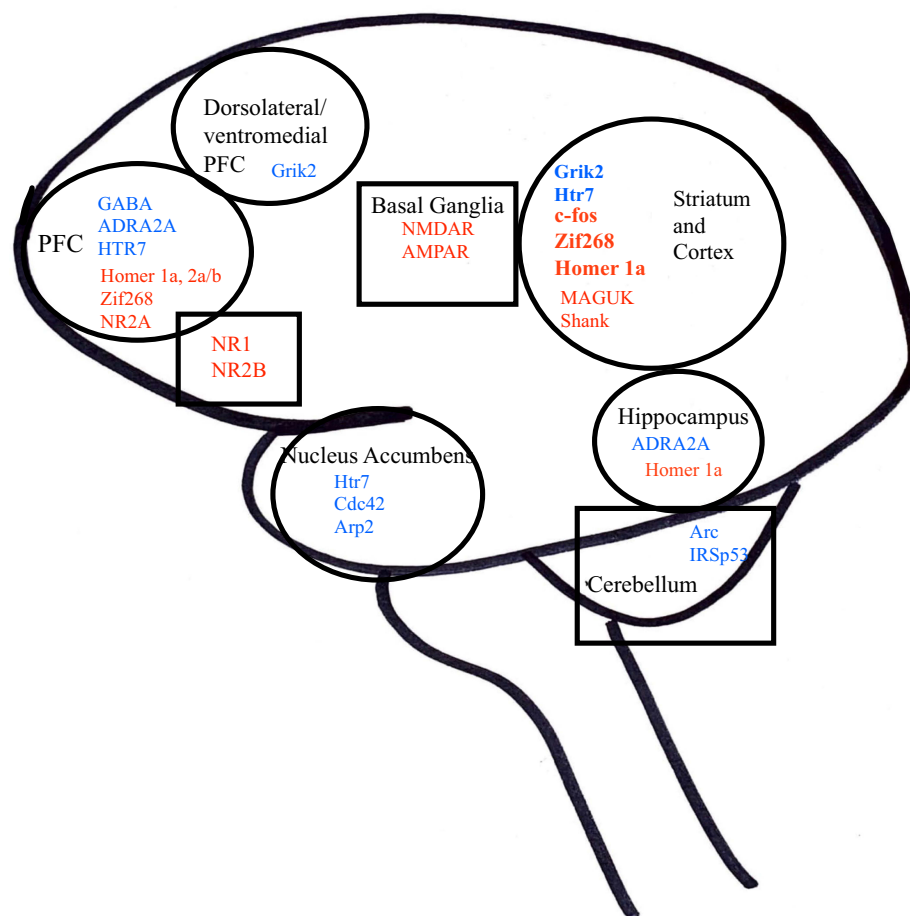 Dorsolateral/
ventromedial
PFC
Grik2
PFC
GABA
ADRA2A
HTR7
Homer 1a, 2a/b
Zif268
NR2A
NR1
NR2B
Basal Ganglia
NMDAR
AMPAR
Grik2
Htr7
c-fos
Zif268
Homer 1a
MAGUK
Shank
Striatum
and
Cortex
Hippocampus
ADRA2A
Homer 1a
Nucleus Accumbens
Htr7
Cdc42
Arp2
Arc
IRSp53
Cerebellum